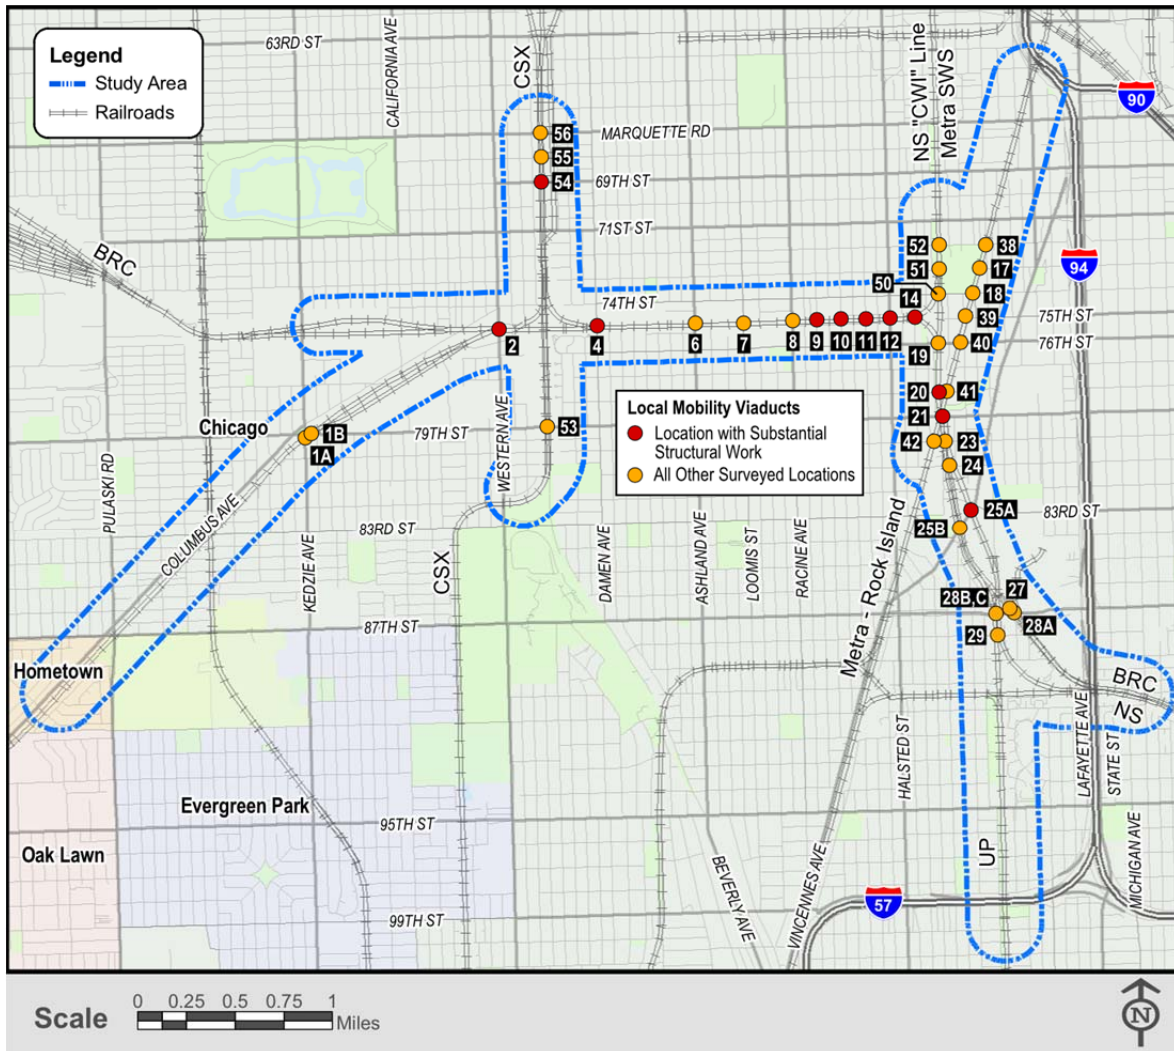 Legend
Study Area
Railroads
63RD ST
CALIFORNIA AVE
CSX
NS "CWI" Line
Metra SWS
90
56
MARQUETTE RD
55
54
69TH ST
71ST ST
BRC
94
52
38
51
17
50
18
74TH ST
14
39
75TH ST
76TH ST
2
4
6
7
8
9
10
11
12
19
40
20
41
21
Local Mobility Viaducts
Location with Substantial
Structural Work
All Other Surveyed Locations
Chicago
1B
1A
79TH ST
WESTERN AVE
53
42
23
24
PULASKI RD
COLUMBUS AVE
KEDZIE AVE
83RD ST
CSX
DAMEN AVE
ASHLAND AVE
LOOMIS ST
RACINE AVE
Metra - Rock Island
25A
83RD ST
25B
27
28B,C
28A
29
87TH ST
Hometown
HALSTED ST
BRC
NS
LAFAYETTE AVE
STATE ST
Evergreen Park
95TH ST
Oak Lawn
BEVERLY AVE
VINCENNES AVE
UP
MICHIGAN AVE
57
99TH ST
Scale
0 0.25 0.5 0.75 1
Miles
N